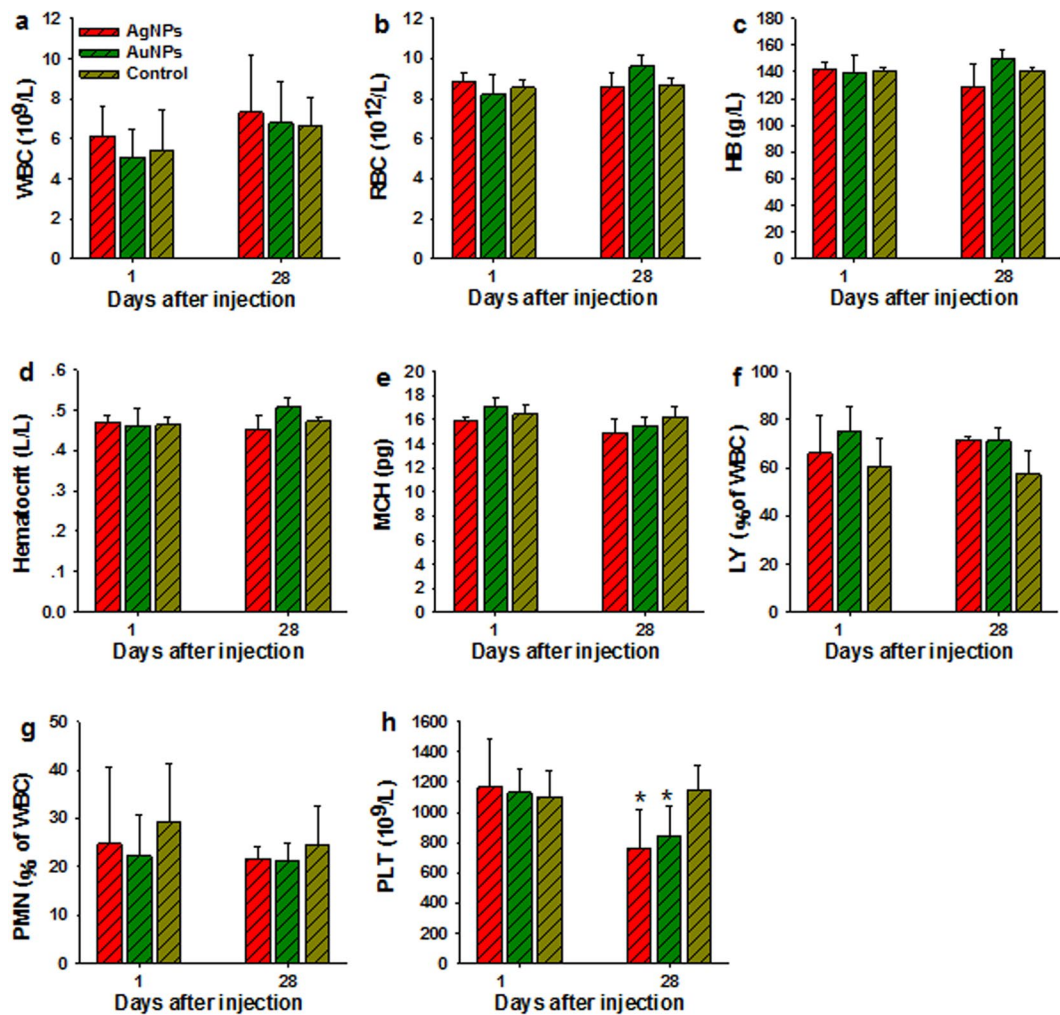 a
12
10
8
6
4
2
0
WBC (10⁹/L)
AgNPs
AuNPs
Control
1 28
Days after injection
b
12
10
8
6
4
2
0
RBC (10¹²/L)
1 28
Days after injection
c
180
160
140
120
100
80
60
40
20
0
HB (g/L)
1 28
Days after injection
d
.6
.5
.4
.3
.2
.1
0.0
Hematocrit (L/L)
1 28
Days after injection
e
20
18
16
14
12
10
8
6
4
2
0
MCH (pg)
1 28
Days after injection
f
100
80
60
40
20
0
LY (% of WBC)
1 28
Days after injection
g
50
40
30
20
10
0
PMN (% of WBC)
1 28
Days after injection
h
1600
1400
1200
1000
800
600
400
200
0
PLT (10⁹/L)
* *
1 28
Days after injection